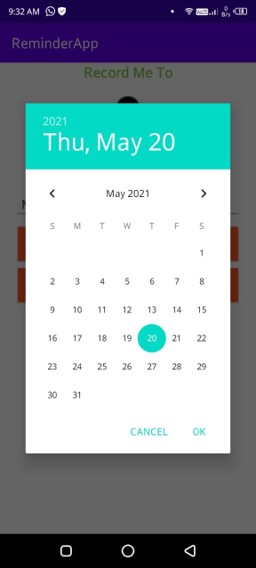 9:32 AM
ReminderApp
Record Me To
2021
Thu, May 20
May 2021
S M T W T F S
1
2 3 4 5 6 7 8
9 10 11 12 13 14 15
16 17 18 19 20 21 22
23 24 25 26 27 28 29
30 31
CANCEL OK